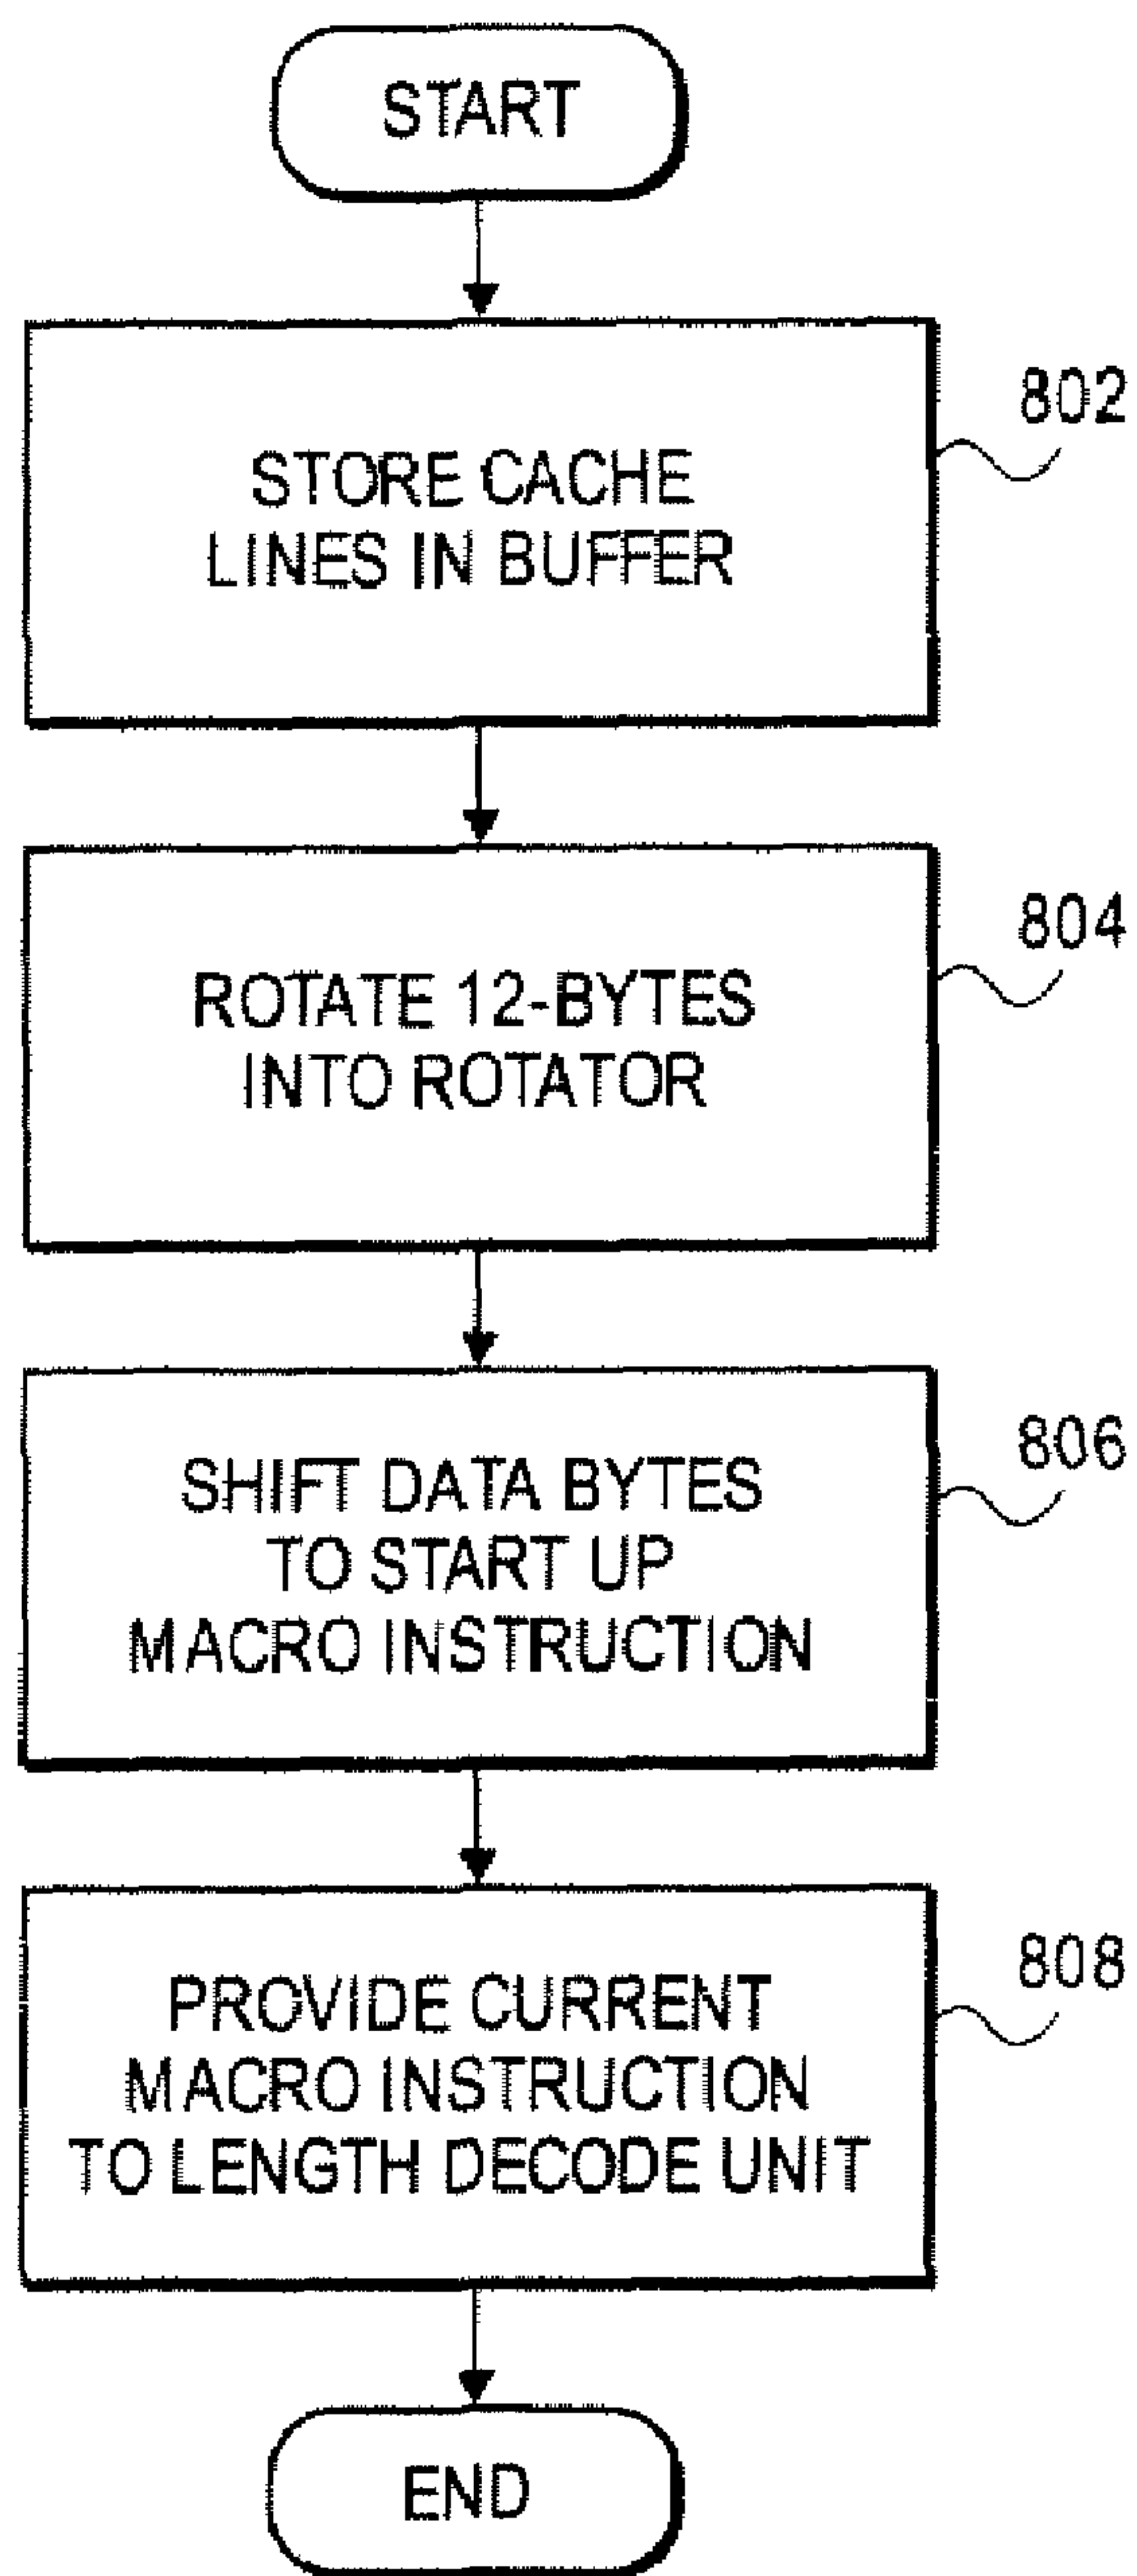 START
STORE CACHE
LINES IN BUFFER
802
ROTATE 12-BYTES
INTO ROTATOR
804
SHIFT DATA BYTES
TO START UP
MACRO INSTRUCTION
806
PROVIDE CURRENT
MACRO INSTRUCTION
TO LENGTH DECODE UNIT
808
END